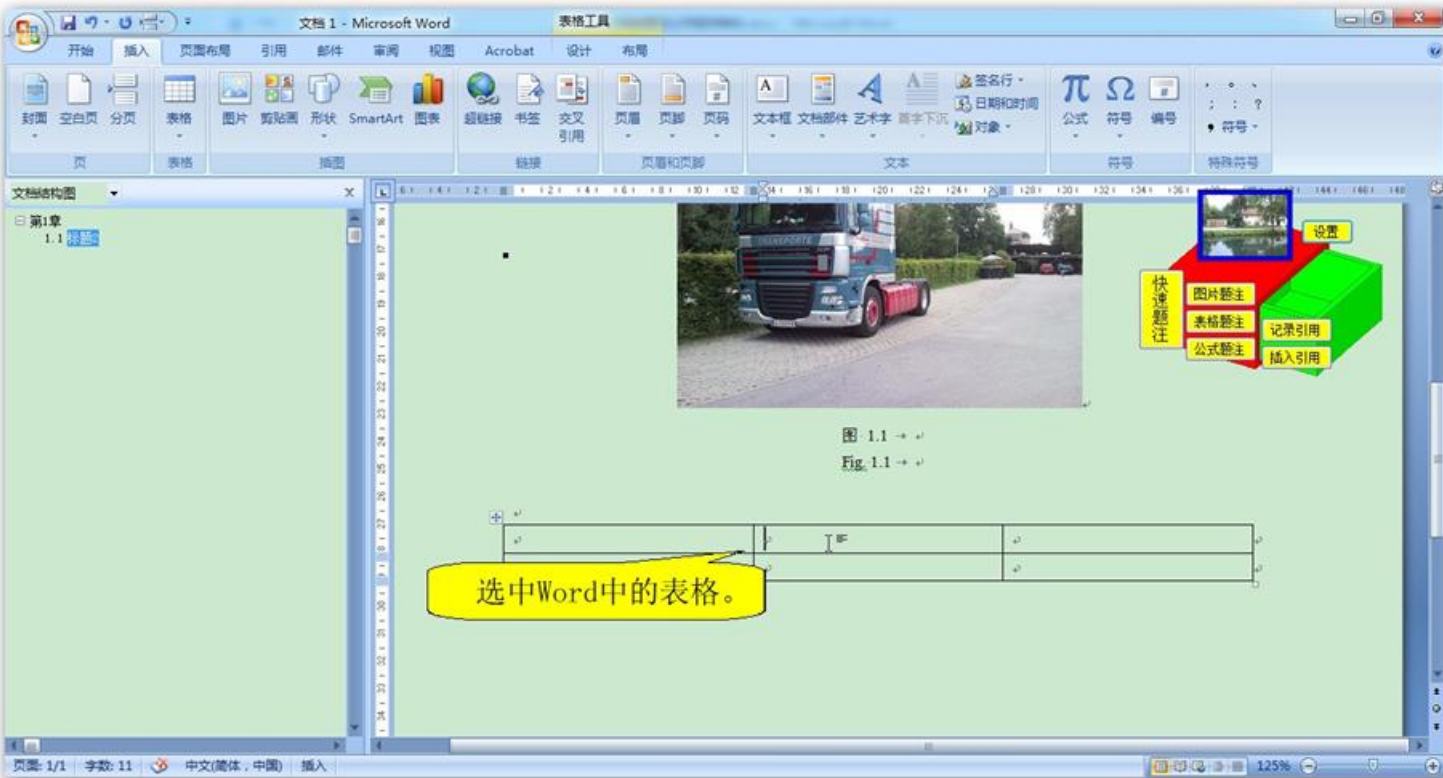 文档 1 - Microsoft Word
表格工具
开始 插入 页面布局 引用 邮件 审阅 视图 Acrobat 设计 布局
封面 空白页 分页 表格 图片 剪贴画 形状 SmartArt 图表 超链接 书签 交叉引用 页眉 页脚 页码 文本框 文档部件 艺术字 首字下沉 签名行 日期和时间 对象 π 公式 Ω 符号 编号 符号
页 表格 插图 链接 页眉和页脚 文本 符号 特殊符号
文档结构图
第1章
1.1 标题2
TRANSPORTE
设置
快速题注
图片题注
表格题注
公式题注
记录引用
插入引用
图 1.1
Fig. 1.1
选中Word中的表格。
页面: 1/1 字数: 11 中文(简体，中国) 插入 125%